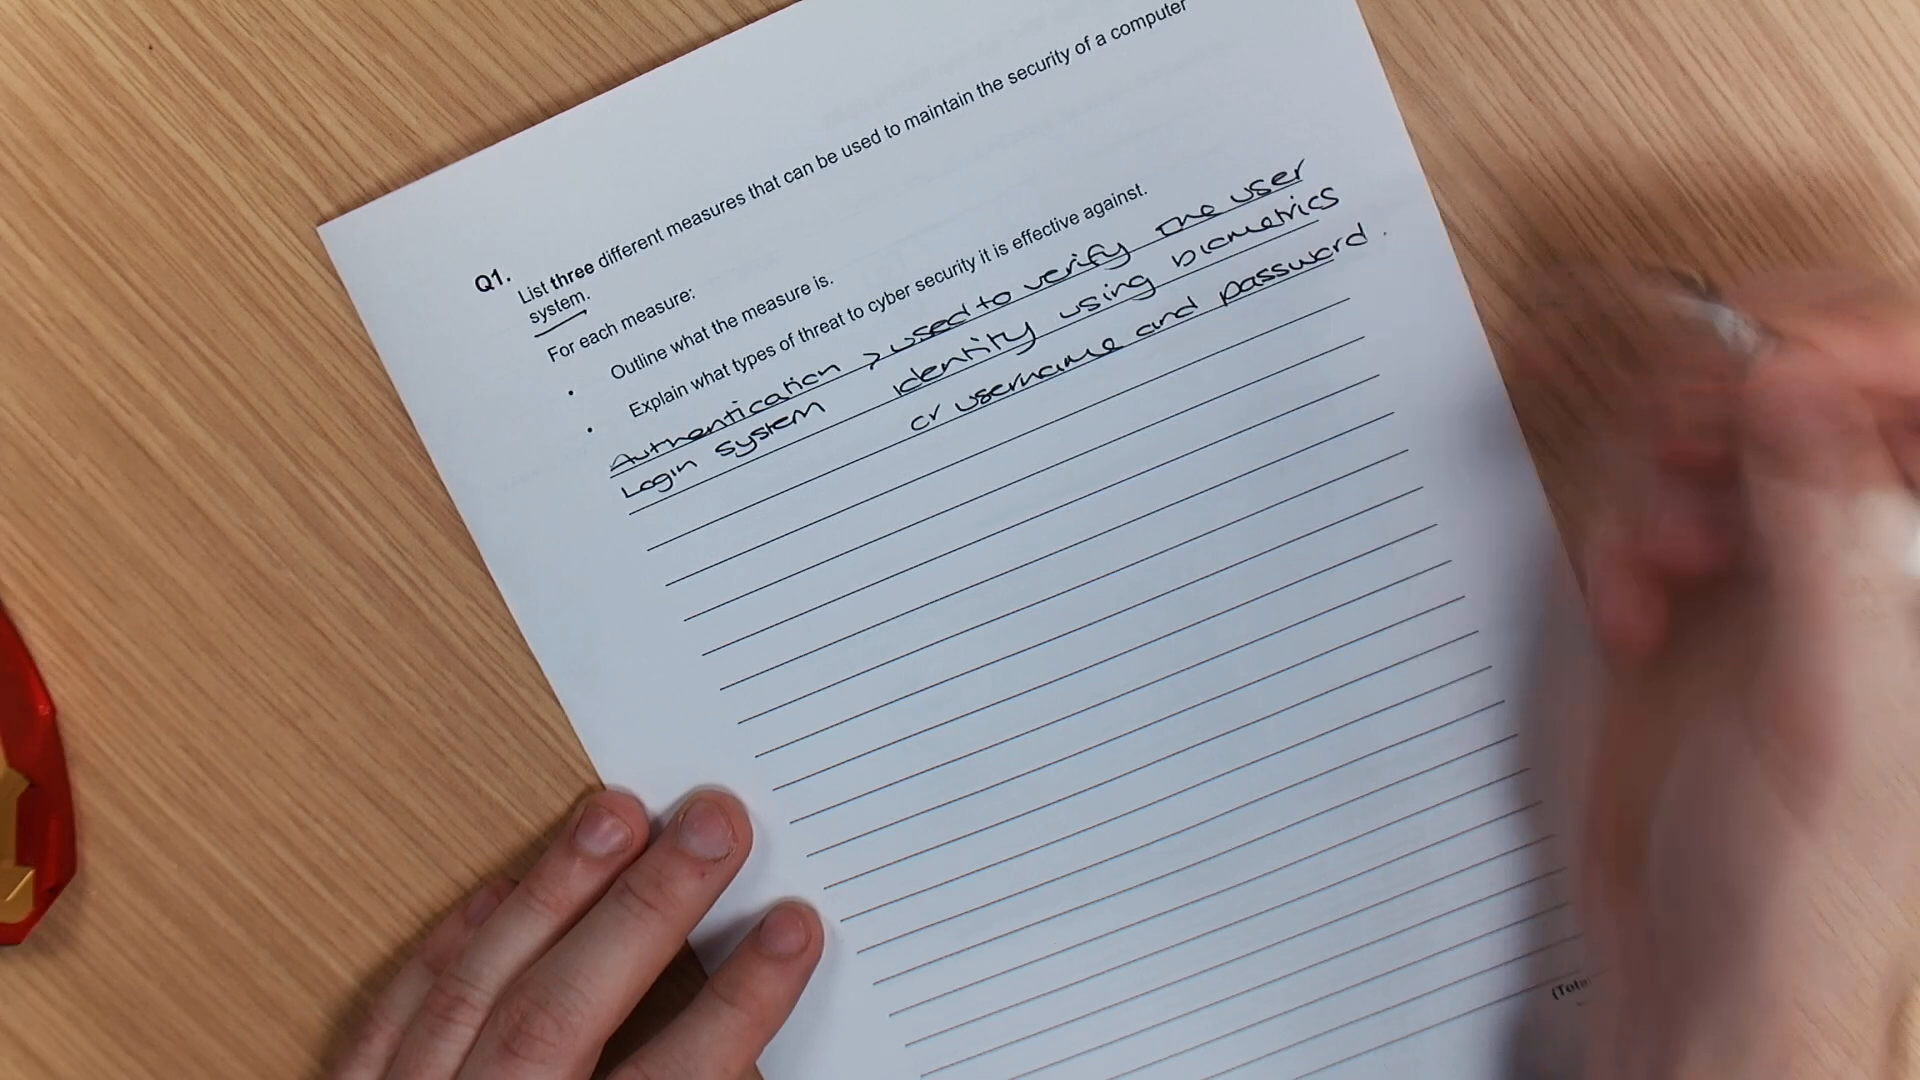 Q1.
List three different measures that can be used to maintain the security of a computer
system.
For each measure:
• Outline what the measure is.
• Explain what types of threat to cyber security it is effective against.
Authentication > used to verify the user
Login system identity using biometrics
or username and password.